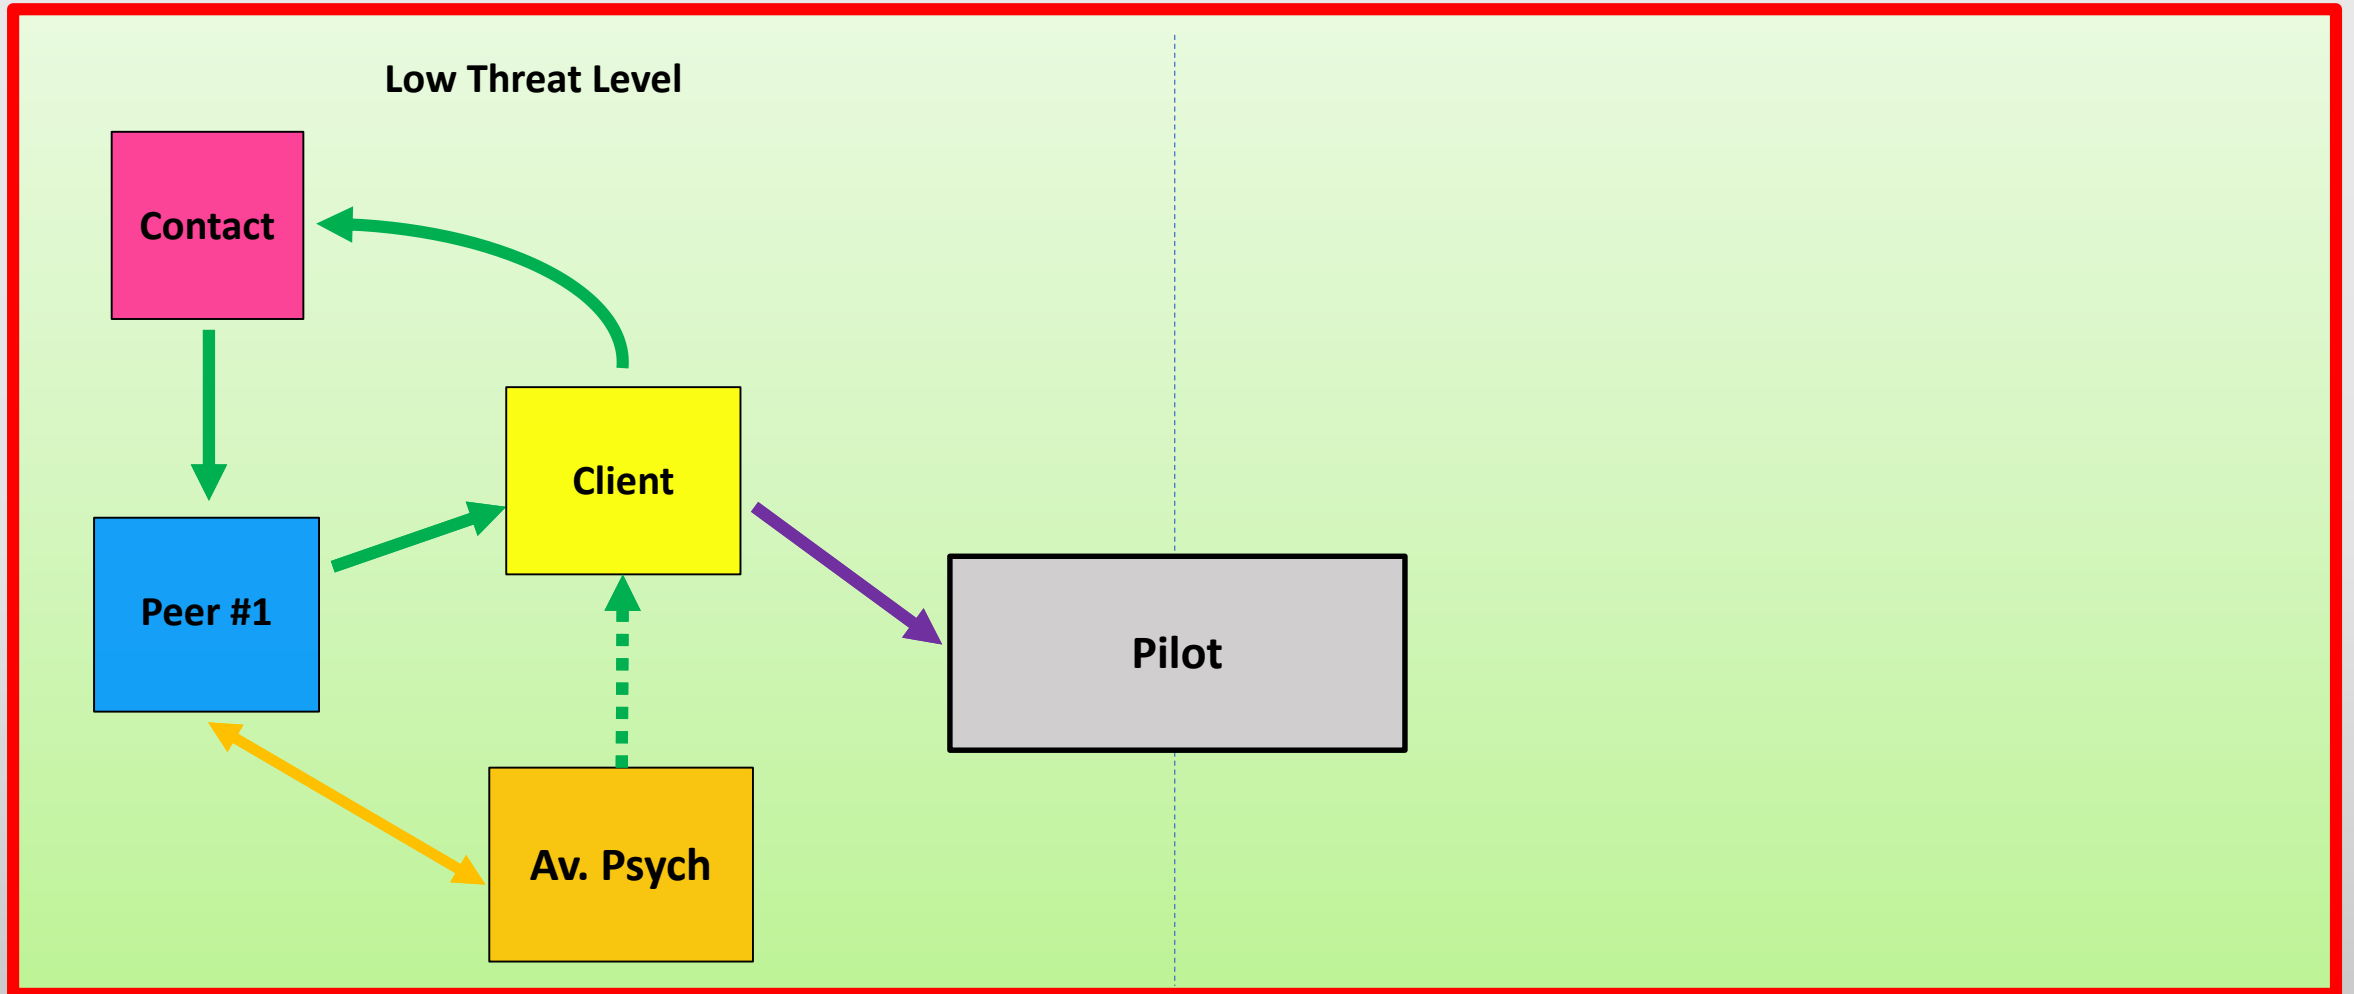 Low Threat Level
Contact
Client
Peer #1
Pilot
Av. Psych